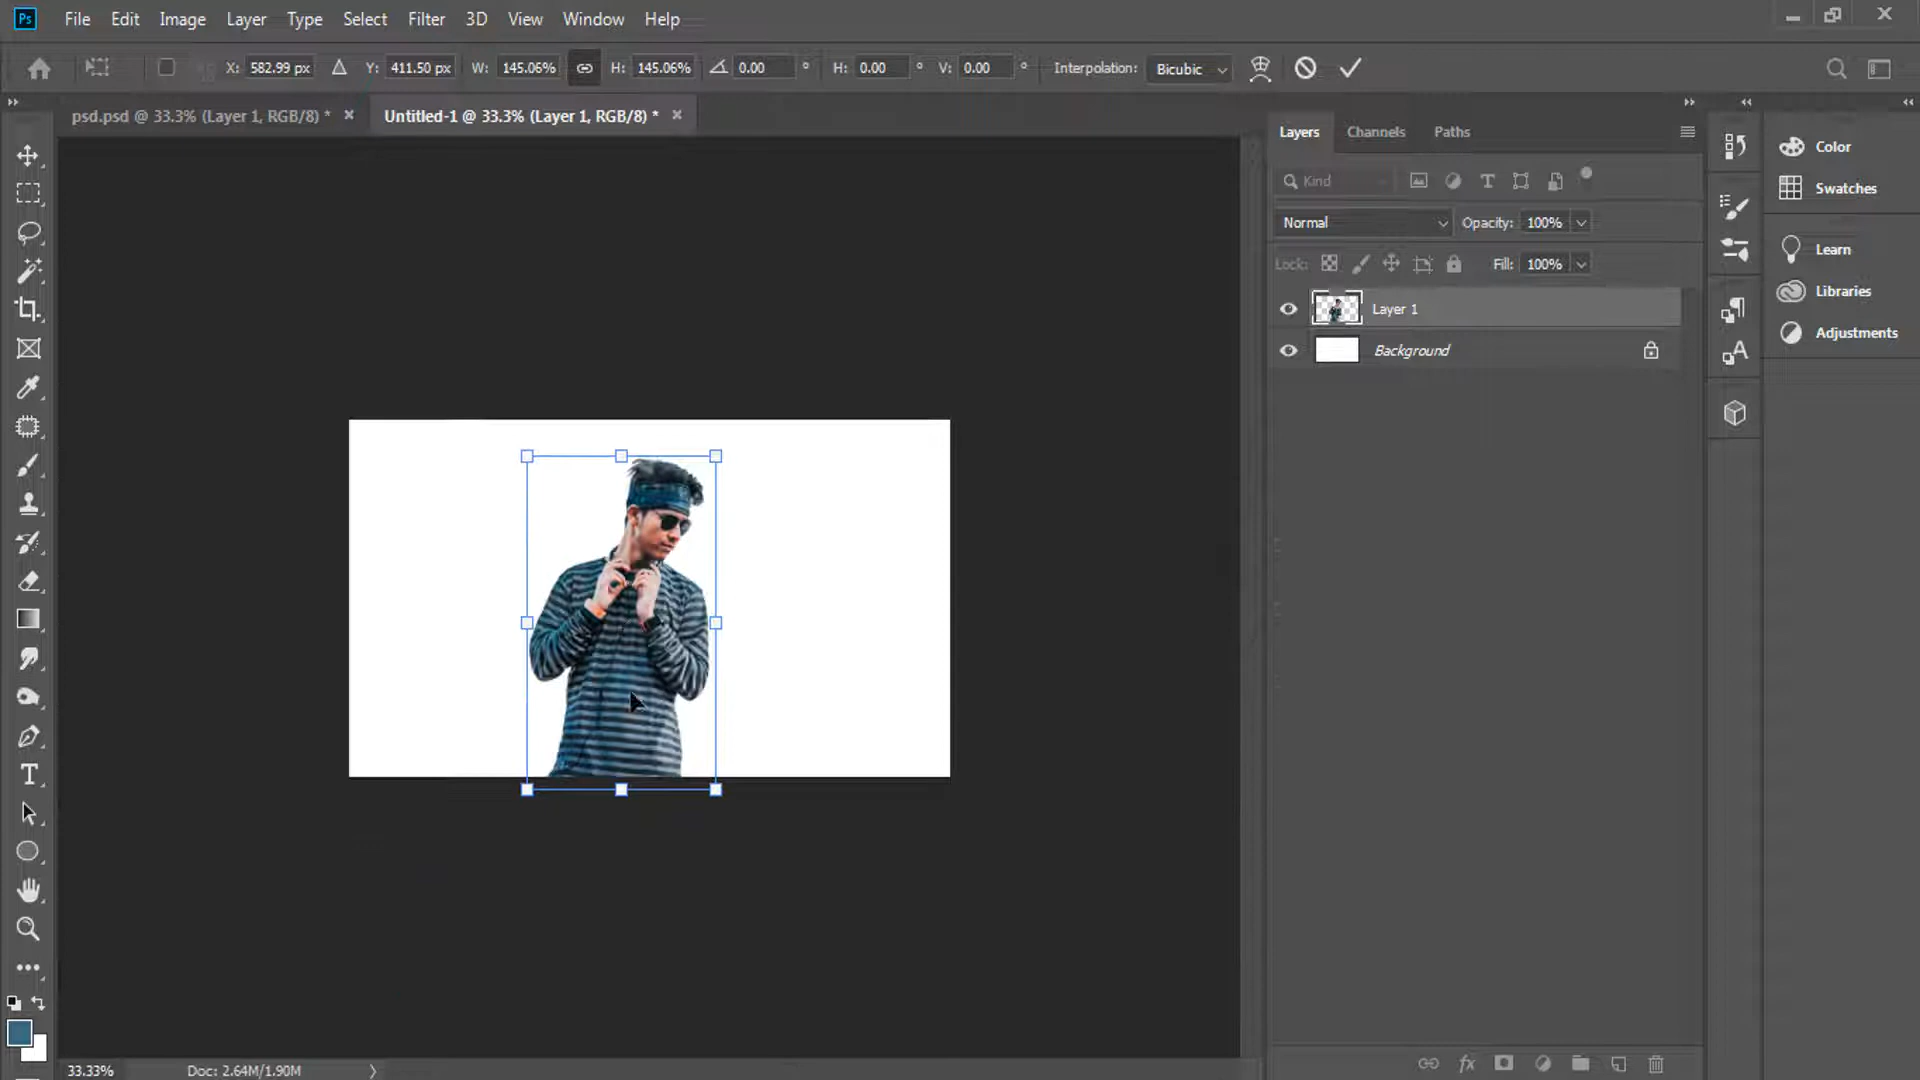 Ps File Edit Image Layer Type Select Filter 3D View Window Help
X: 582.99 px Y: 411.50 px W: 145.06% H: 145.06% 0.00 ° H: 0.00 ° V: 0.00 ° Interpolation: Bicubic
psd.psd @ 33.3% (Layer 1, RGB/8) * × Untitled-1 @ 33.3% (Layer 1, RGB/8) * ×
Layers Channels Paths
Kind
Normal Opacity: 100%
Lock: Fill: 100%
Layer 1
Background
Color
Swatches
Learn
Libraries
Adjustments
33.33% Doc: 2.64M/1.90M